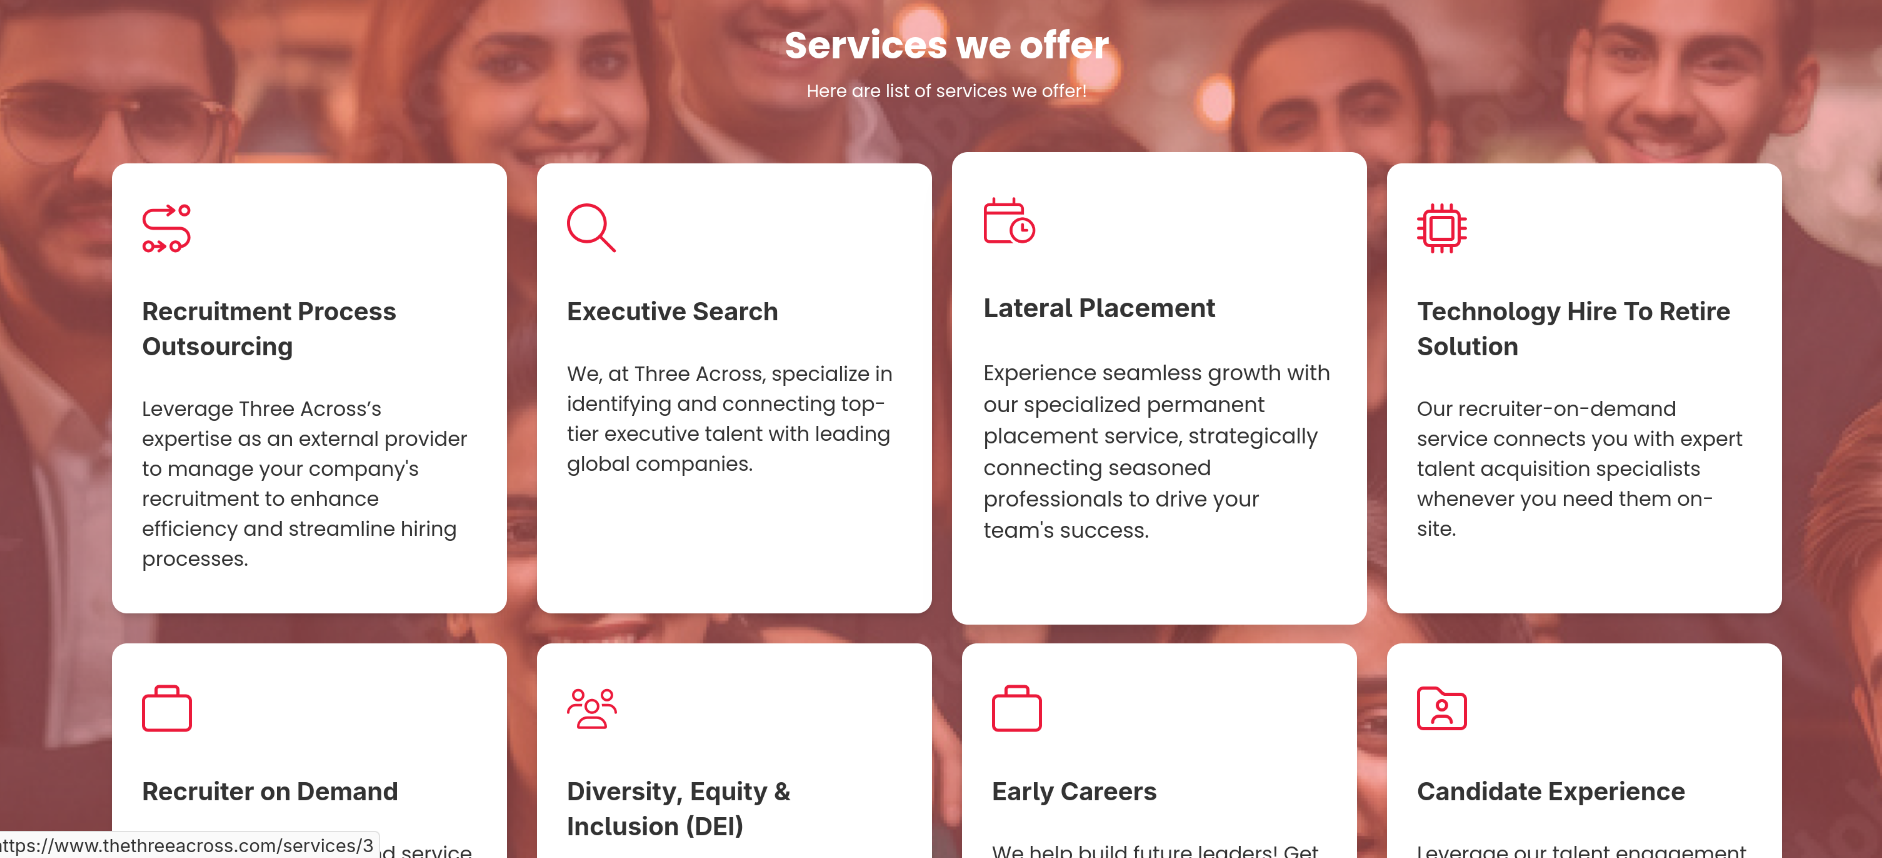 Services we offer
Here are list of services we offer!
Recruitment Process
Outsourcing
Leverage Three Across’s
expertise as an external provider
to manage your company's
recruitment to enhance
efficiency and streamline hiring
processes.
Executive Search
We, at Three Across, specialize in
identifying and connecting top-
tier executive talent with leading
global companies.
Lateral Placement
Experience seamless growth with
our specialized permanent
placement service, strategically
connecting seasoned
professionals to drive your
team's success.
Technology Hire To Retire
Solution
Our recruiter-on-demand
service connects you with expert
talent acquisition specialists
whenever you need them on-
site.
Recruiter on Demand
d service
Diversity, Equity &
Inclusion (DEI)
Early Careers
We help build future leaders! Get
Candidate Experience
Leverage our talent engagement
ttps://www.thethreeacross.com/services/3